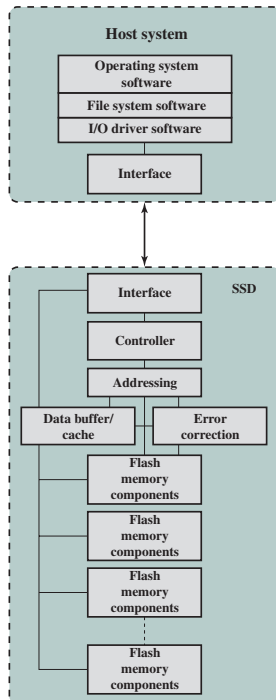 Host system
Operating system
software
File system software
I/O driver software
Interface
SSD
Interface
Controller
Addressing
Data buffer/
cache
Error
correction
Flash
memory
components
Flash
memory
components
Flash
memory
components
Flash
memory
components